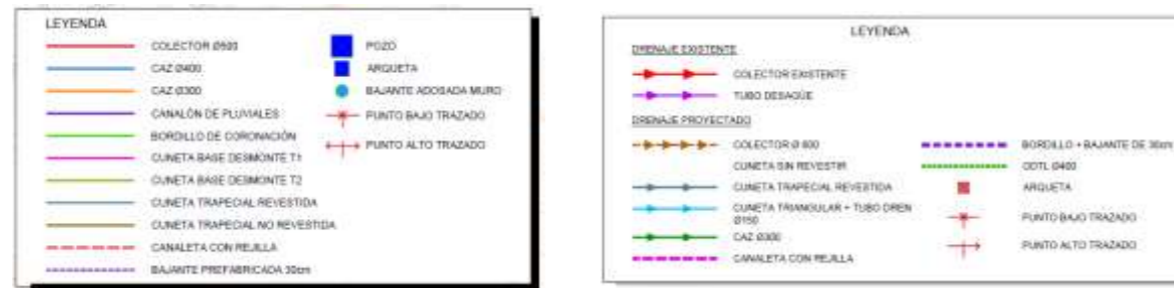 LEYENDA
COLECTOR Ø500
CAZ Ø400
CAZ Ø300
CANALÓN DE PLUVIALES
BORDILLO DE CORONACIÓN
CUNETA BASE DESMONTE T1
CUNETA BASE DESMONTE T2
CUNETA TRAPECIAL REVESTIDA
CUNETA TRAPECIAL NO REVESTIDA
CANALETA CON REJILLA
BAJANTE PREFABRICADA 30cm
POZO
ARQUETA
BAJANTE ADOSADA MURO
PUNTO BAJO TRAZADO
PUNTO ALTO TRAZADO
LEYENDA
DRENAJE EXISTENTE
COLECTOR EXISTENTE
TUBO DESAGÜE
DRENAJE PROYECTADO
COLECTOR Ø 600
CUNETA SIN REVESTIR
CUNETA TRAPECIAL REVESTIDA
CUNETA TRIANGULAR + TUBO DREN
Ø150
CAZ Ø300
CANALETA CON REJILLA
BORDILLO + BAJANTE DE 30cm
ODTL Ø400
ARQUETA
PUNTO BAJO TRAZADO
PUNTO ALTO TRAZADO